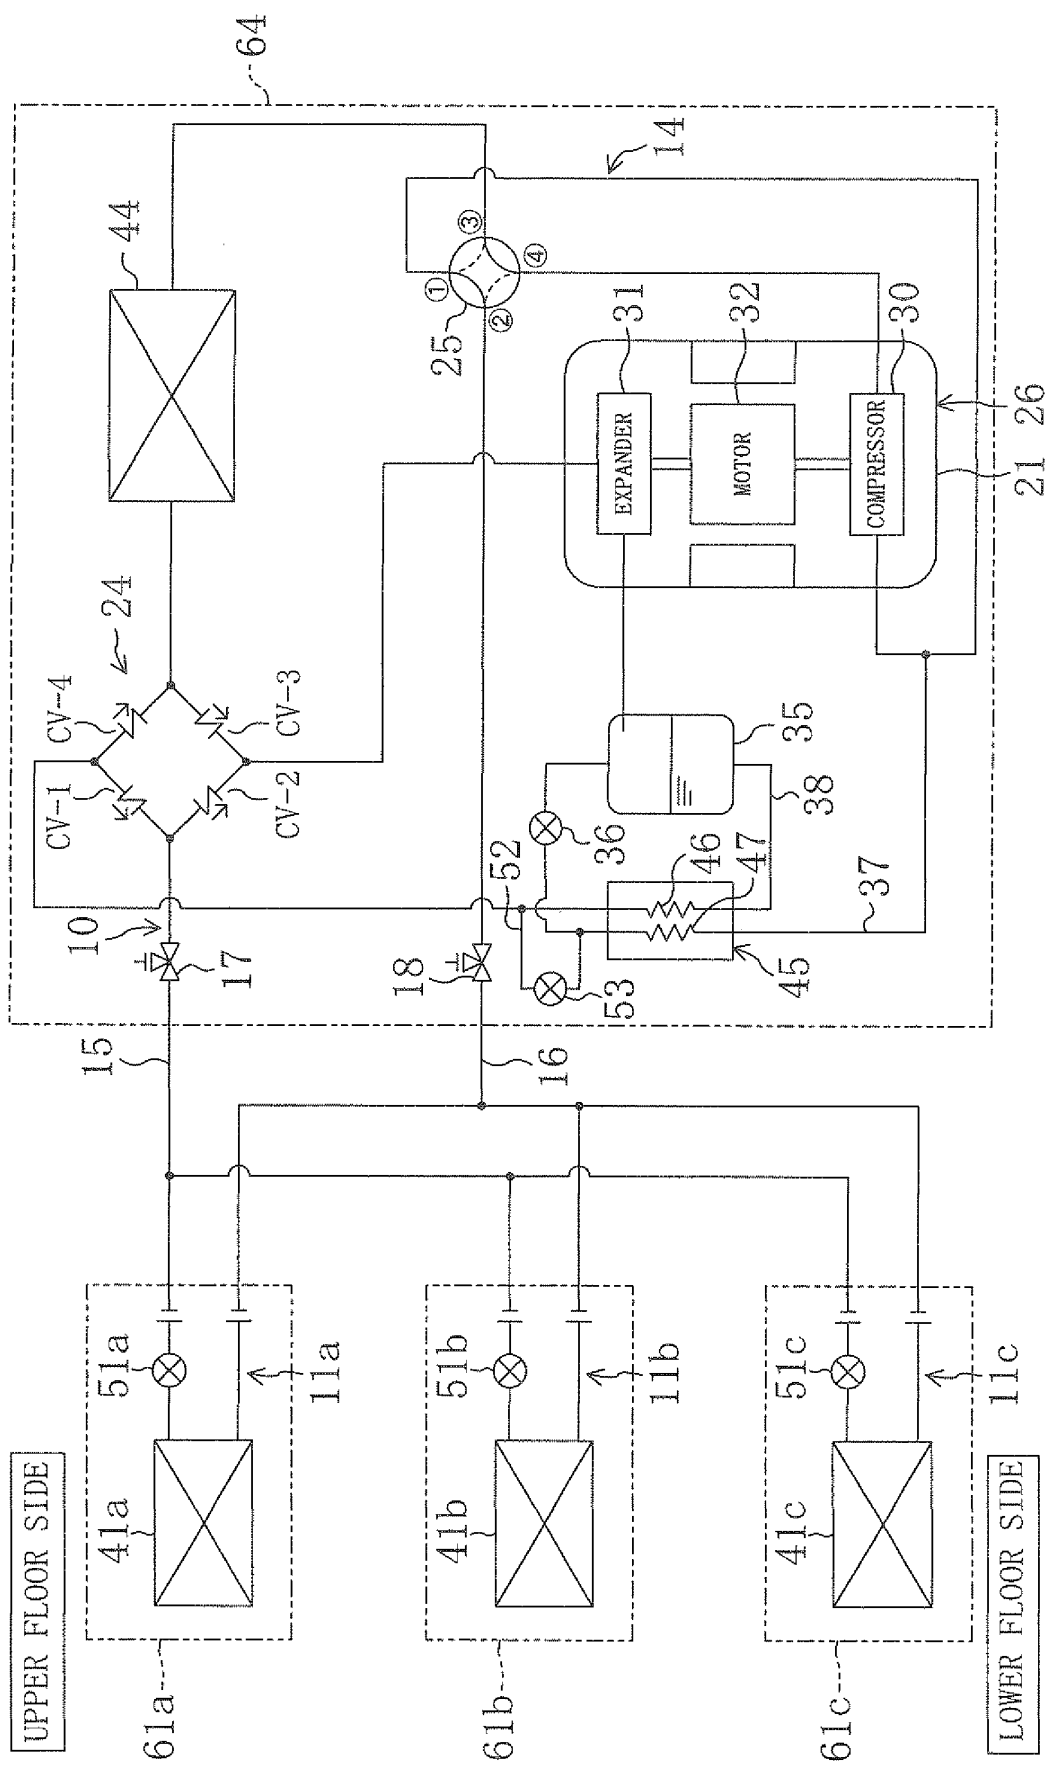 UPPER FLOOR SIDE
LOWER FLOOR SIDE
61a
41a
51a
11a
61b
41b
51b
11b
61c
41c
51c
11c
15
16
10
17
18
CV-1
CV-4
24
CV-2
CV-3
44
64
52
53
36
46
47
45
35
38
37
25
①
②
③
④
14
EXPANDER
31
MOTOR
32
COMPRESSOR
30
21
26